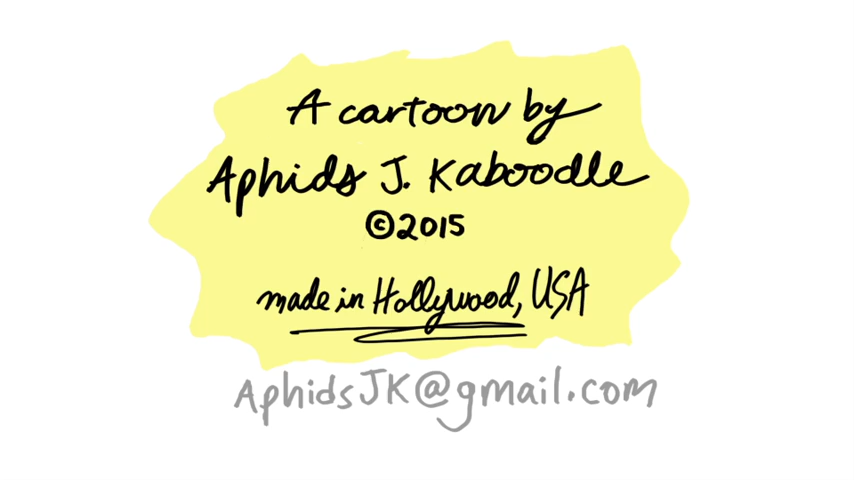 A cartoon by
Aphids J. Kaboodle
©2015
made in Hollywood, USA
AphidsJK@gmail.com